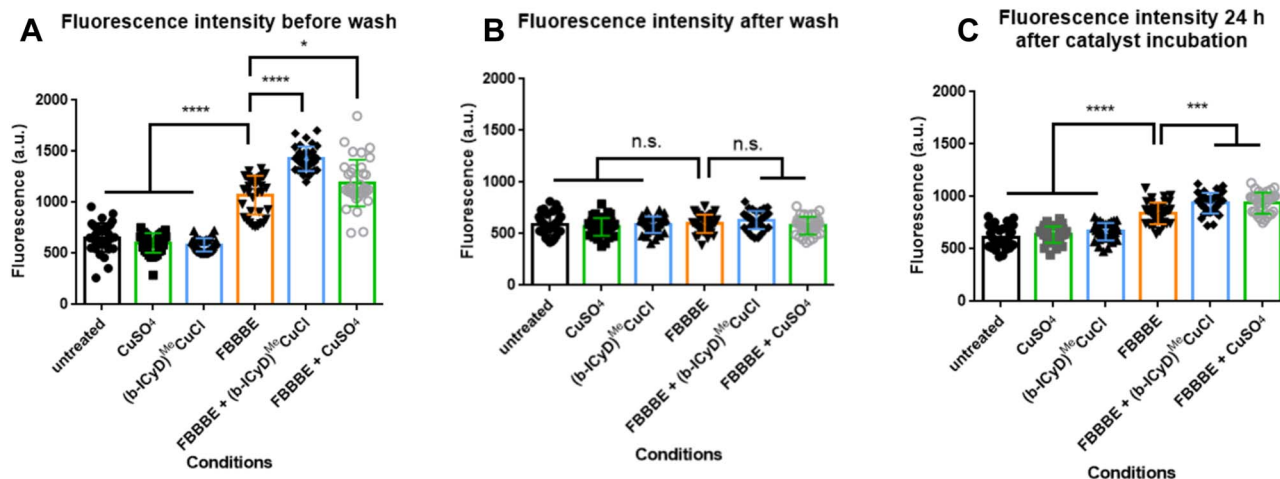 A
Fluorescence intensity before wash
Fluorescence (a.u.)
2000
1500
1000
500
0
****
****
*
untreated
CuSO⁴
(b-ICyD)ᴹᵉCuCl
FBBBE
FBBBE + (b-ICyD)ᴹᵉCuCl
FBBBE + CuSO⁴
Conditions
B
Fluorescence intensity after wash
Fluorescence (a.u.)
2000
1500
1000
500
0
n.s.
n.s.
untreated
CuSO⁴
(b-ICyD)ᴹᵉCuCl
FBBBE
FBBBE + (b-ICyD)ᴹᵉCuCl
FBBBE + CuSO⁴
Conditions
C
Fluorescence intensity 24 h
after catalyst incubation
Fluorescence (a.u.)
2000
1500
1000
500
0
****
***
untreated
CuSO⁴
(b-ICyD)ᴹᵉCuCl
FBBBE
FBBBE + (b-ICyD)ᴹᵉCuCl
FBBBE + CuSO⁴
Conditions